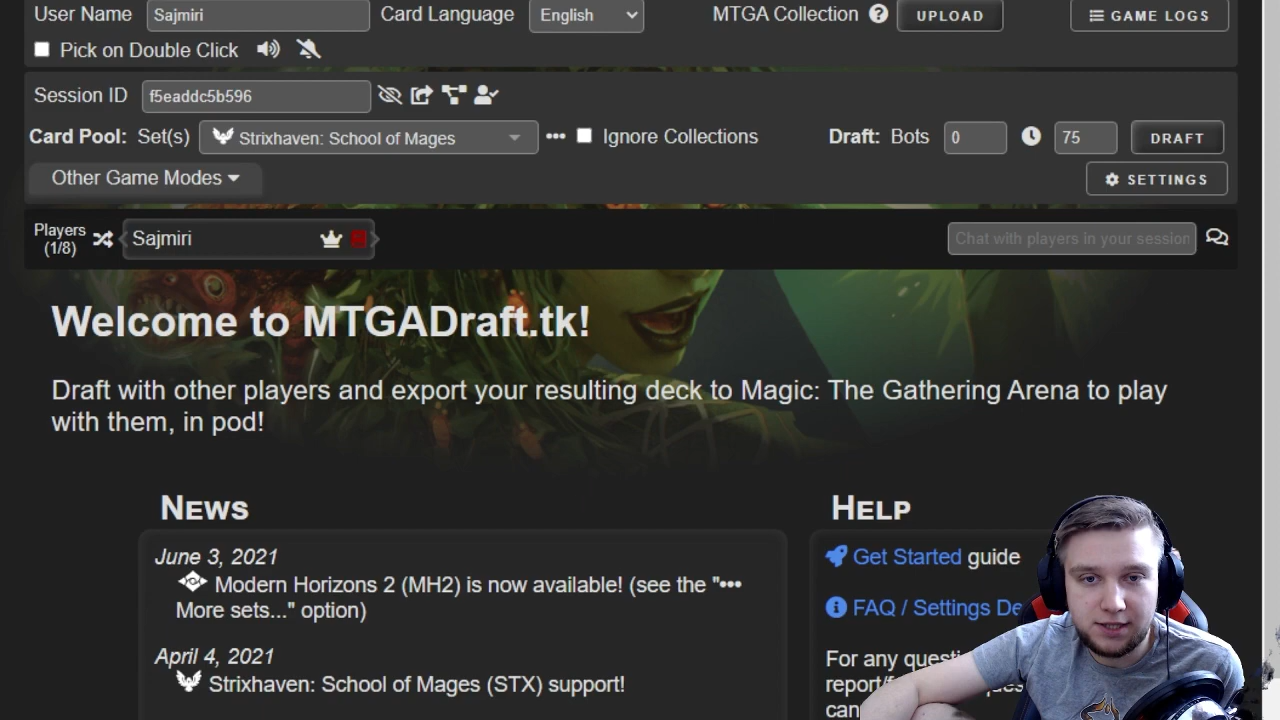 User Name Sajmiri Card Language English MTGA Collection ? UPLOAD GAME LOGS
Pick on Double Click
Session ID f5eaddc5b596
Card Pool: Set(s) Strixhaven: School of Mages ••• Ignore Collections Draft: Bots 0 75 DRAFT
Other Game Modes SETTINGS
Players
(1/8) Sajmiri Chat with players in your session
Welcome to MTGADraft.tk!
Draft with other players and export your resulting deck to Magic: The Gathering Arena to play
with them, in pod!
News
June 3, 2021
Modern Horizons 2 (MH2) is now available! (see the "•••
More sets..." option)
April 4, 2021
Strixhaven: School of Mages (STX) support!
Help
Get Started guide
FAQ / Settings De
For any questi
report/f
can